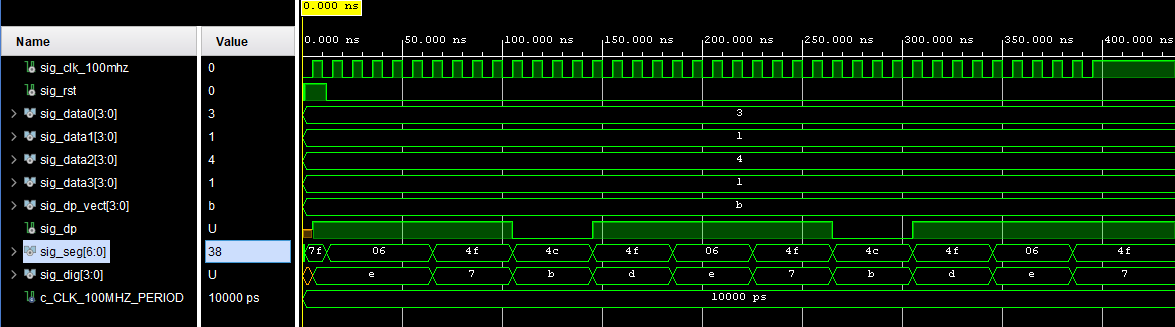 0.000 ns
Name Value 0.000 ns 50.000 ns 100.000 ns 150.000 ns 200.000 ns 250.000 ns 300.000 ns 350.000 ns 400.000 ns
sig_clk_100mhz 0
sig_rst 0
sig_data0[3:0] 3 3
sig_data1[3:0] 1 1
sig_data2[3:0] 4 4
sig_data3[3:0] 1 1
sig_dp_vect[3:0] b b
sig_dp U
sig_seg[6:0] 38 7f 06 4f 4c 4f 06 4f 4c 4f 06 4f
sig_dig[3:0] U e 7 b d e 7 b d e 7
c_CLK_100MHZ_PERIOD 10000 ps 10000 ps